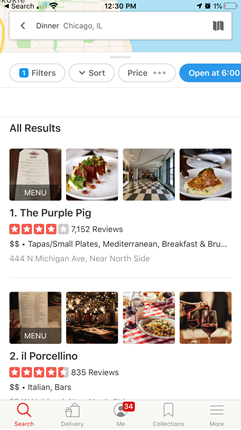 Search
12:30 PM
1%
Dinner Chicago, IL
1 Filters
Sort
Price
Open at 6:00
All Results
MENU
1. The Purple Pig
7,152 Reviews
$$ • Tapas/Small Plates, Mediterranean, Breakfast & Bru...
444 N Michigan Ave, Near North Side
MENU
2. il Porcellino
835 Reviews
$$ • Italian, Bars
34
Search
Delivery
Me
Collections
More